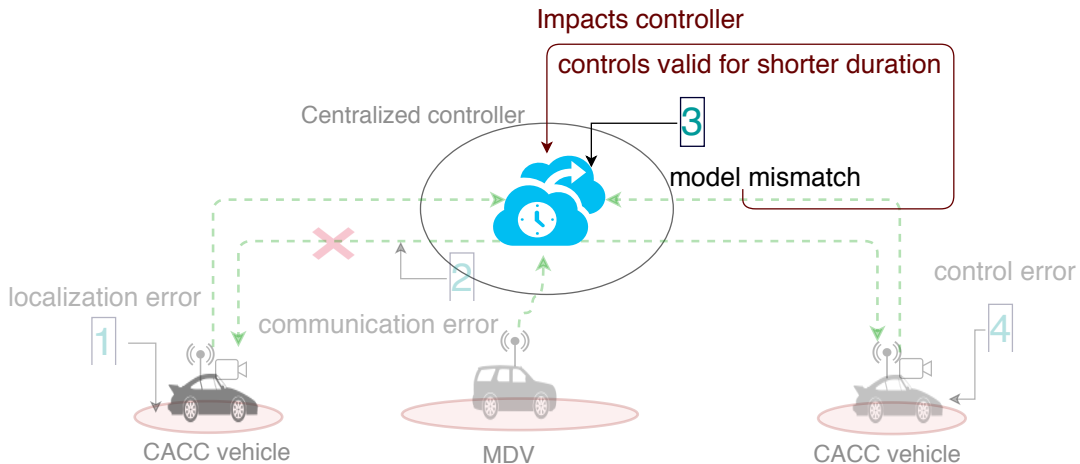 Impacts controller
controls valid for shorter duration
Centralized controller
3
model mismatch
control error
2
localization error
communication error
1
4
CACC vehicle
MDV
CACC vehicle